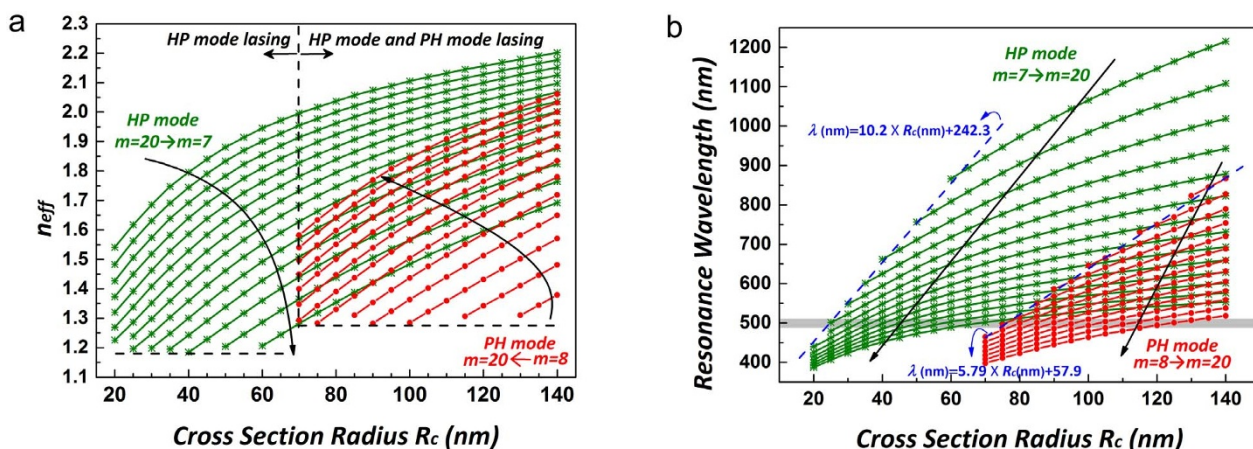 a
HP mode lasing
HP mode and PH mode lasing
HP mode
m=20→m=7
PH mode
m=20←m=8
neff
2.3
2.2
2.1
2.0
1.9
1.8
1.7
1.6
1.5
1.4
1.3
1.2
1.1
20 40 60 80 100 120 140
Cross Section Radius Rc (nm)
b
HP mode
m=7→m=20
λ (nm)=10.2 X Rc(nm)+242.3
λ (nm)=5.79 X Rc(nm)+57.9
PH mode
m=8→m=20
Resonance Wavelength (nm)
1200
1100
1000
900
800
700
600
500
400
20 40 60 80 100 120 140
Cross Section Radius Rc (nm)